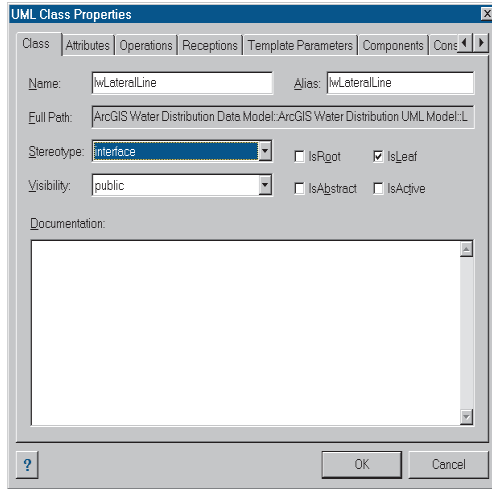 UML Class Properties
Class Attributes Operations Receptions Template Parameters Components Cons
Name: IwLateralLine Alias: IwLateralLine
Full Path: ArcGIS Water Distribution Data Model::ArcGIS Water Distribution UML Model::L
Stereotype: interface IsRoot IsLeaf
Visibility: public IsAbstract IsActive
Documentation:
? OK Cancel